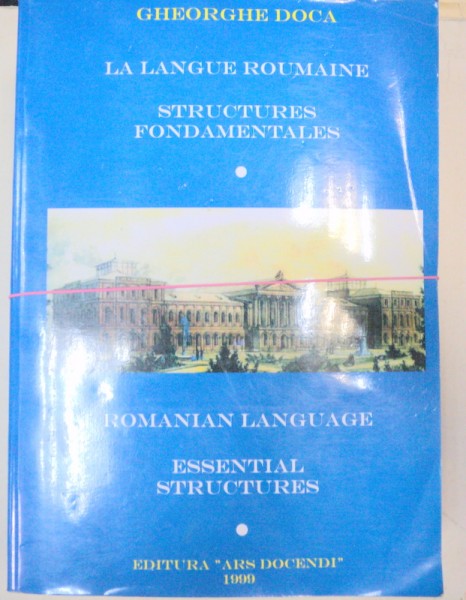 GHEORGHE DOCA
LA LANGUE ROUMAINE
STRUCTURES
FONDAMENTALES
ROMANIAN LANGUAGE
ESSENTIAL
STRUCTURES
EDITURA "ARS DOCENDI"
1999